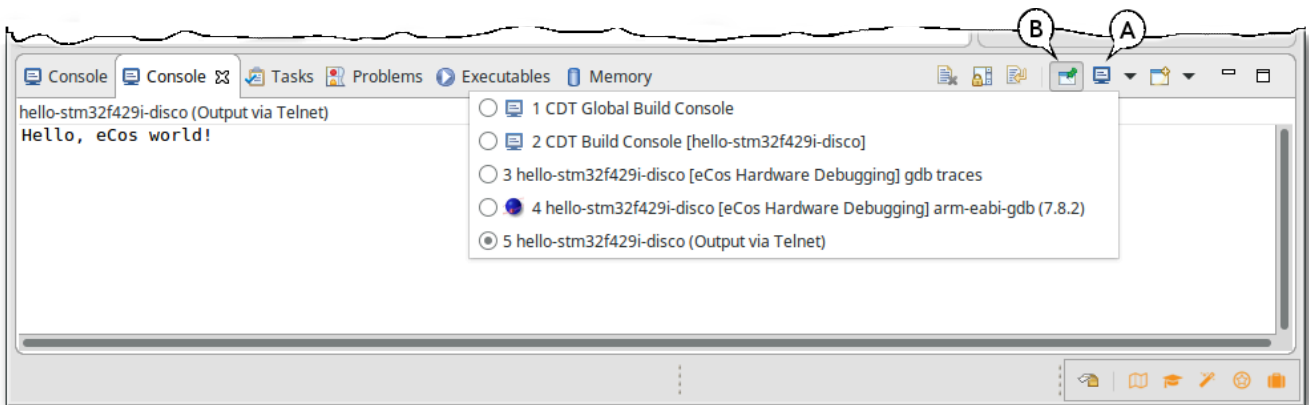 B A
Console Console Tasks Problems Executables Memory
hello-stm32f429i-disco (Output via Telnet)
Hello, eCos world!
1 CDT Global Build Console
2 CDT Build Console [hello-stm32f429i-disco]
3 hello-stm32f429i-disco [eCos Hardware Debugging] gdb traces
4 hello-stm32f429i-disco [eCos Hardware Debugging] arm-eabi-gdb (7.8.2)
5 hello-stm32f429i-disco (Output via Telnet)